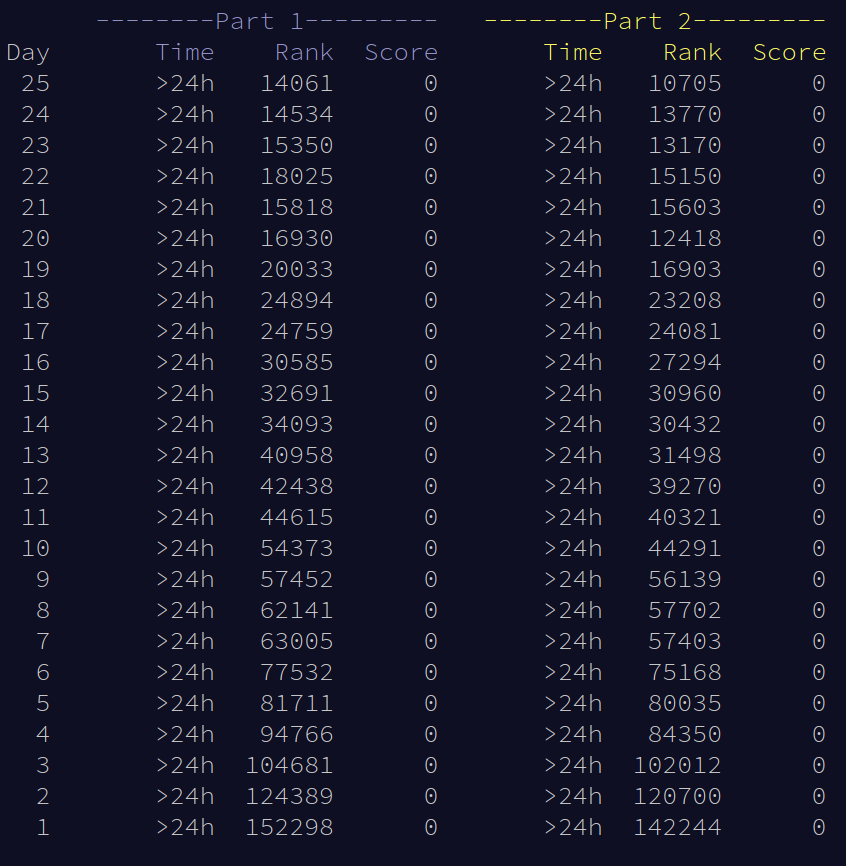 --------Part 1---------   --------Part 2---------
Day       Time    Rank  Score       Time    Rank  Score
 25       >24h   14061      0       >24h   10705      0
 24       >24h   14534      0       >24h   13770      0
 23       >24h   15350      0       >24h   13170      0
 22       >24h   18025      0       >24h   15150      0
 21       >24h   15818      0       >24h   15603      0
 20       >24h   16930      0       >24h   12418      0
 19       >24h   20033      0       >24h   16903      0
 18       >24h   24894      0       >24h   23208      0
 17       >24h   24759      0       >24h   24081      0
 16       >24h   30585      0       >24h   27294      0
 15       >24h   32691      0       >24h   30960      0
 14       >24h   34093      0       >24h   30432      0
 13       >24h   40958      0       >24h   31498      0
 12       >24h   42438      0       >24h   39270      0
 11       >24h   44615      0       >24h   40321      0
 10       >24h   54373      0       >24h   44291      0
  9       >24h   57452      0       >24h   56139      0
  8       >24h   62141      0       >24h   57702      0
  7       >24h   63005      0       >24h   57403      0
  6       >24h   77532      0       >24h   75168      0
  5       >24h   81711      0       >24h   80035      0
  4       >24h   94766      0       >24h   84350      0
  3       >24h  104681      0       >24h  102012      0
  2       >24h  124389      0       >24h  120700      0
  1       >24h  152298      0       >24h  142244      0